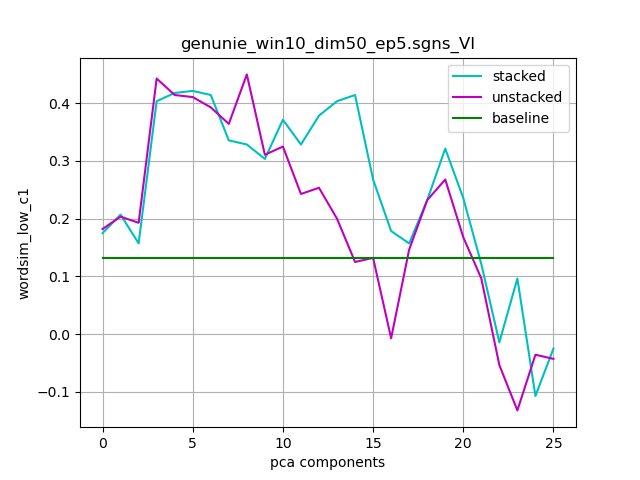 genunie_win10_dim50_ep5.sgns_VI
stacked
unstacked
baseline
wordsim_low_c1
0.4
0.3
0.2
0.1
0.0
−0.1
0
5
10
15
20
25
pca components